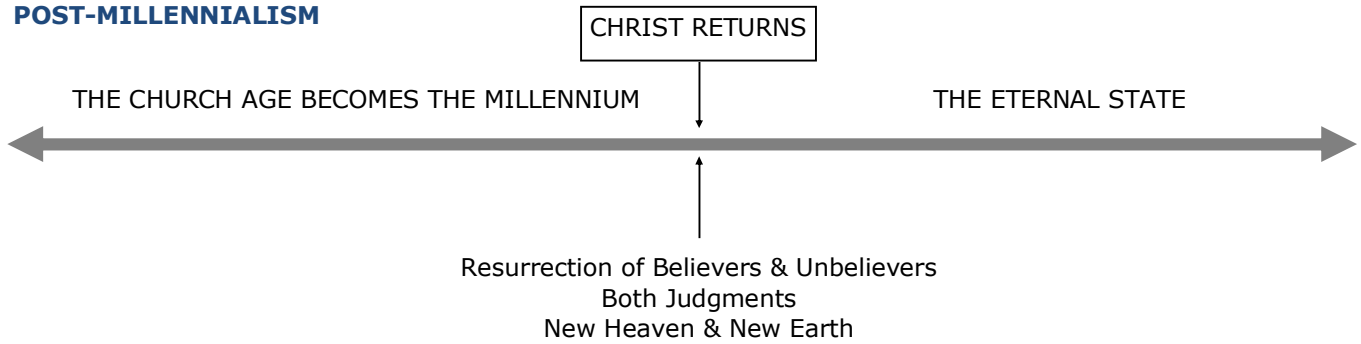 POST-MILLENNIALISM
CHRIST RETURNS
THE CHURCH AGE BECOMES THE MILLENNIUM
THE ETERNAL STATE
Resurrection of Believers & Unbelievers
Both Judgments
New Heaven & New Earth